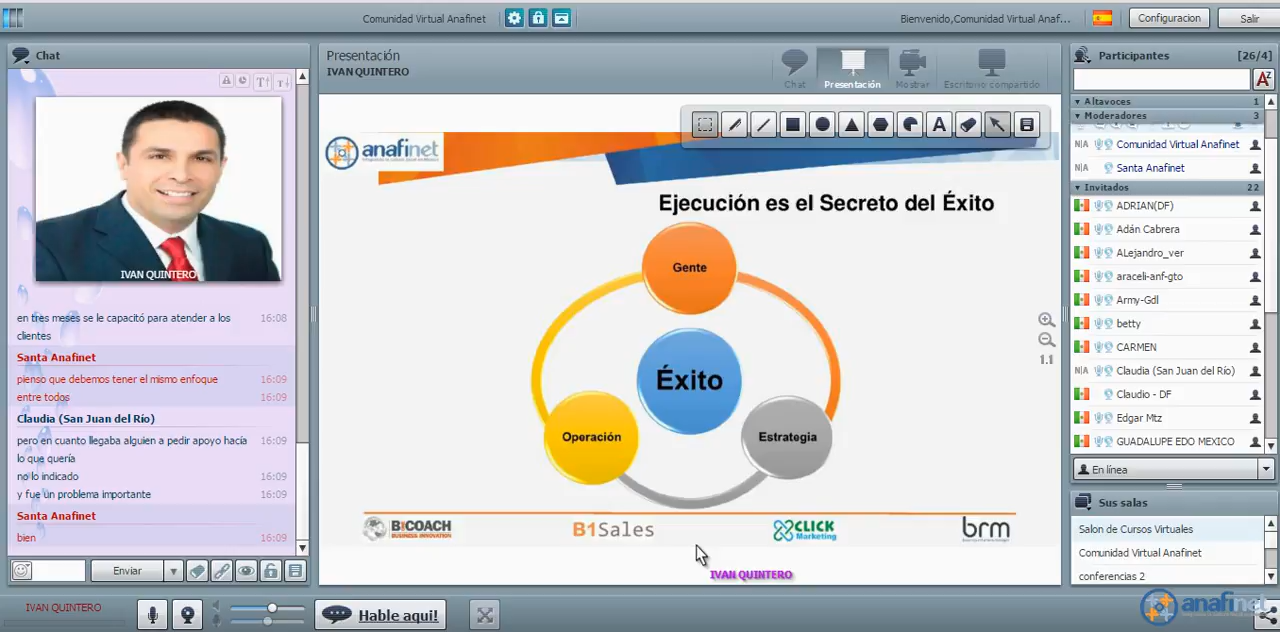 Comunidad Virtual Anafinet
Bienvenido,Comunidad Virtual Anaf...
Configuracion
Salir
Chat
IVAN QUINTERO
en tres meses se le capacitó para atender a los 16:08
clientes
Santa Anafinet
pienso que debemos tener el mismo enfoque 16:09
entre todos 16:09
Claudia (San Juan del Río)
pero en cuanto llegaba alguien a pedir apoyo hacía 16:09
lo que quería
no lo indicado 16:09
y fue un problema importante 16:09
Santa Anafinet
bien 16:09
Enviar
Presentación
IVAN QUINTERO
Chat
Presentación
Mostrar
Escritorio compartido
A
anafinet
Ejecución es el Secreto del Éxito
Gente
Éxito
Operación
Estrategia
BICOACH
BUSINESS INNOVATION
B1Sales
CLICK
Marketing
brm
IVAN QUINTERO
1.1
Participantes [26/4]
Altavoces 1
Moderadores 3
N/A Comunidad Virtual Anafinet
N/A Santa Anafinet
Invitados 22
ADRIAN(DF)
Adán Cabrera
ALejandro_ver
araceli-anf-gto
Army-Gdl
betty
CARMEN
N/A Claudia (San Juan del Río)
Claudio - DF
Edgar Mtz
GUADALUPE EDO MEXICO
En línea
Sus salas
Salon de Cursos Virtuales
Comunidad Virtual Anafinet
conferencias 2
IVAN QUINTERO
Hable aqui!
anafinet